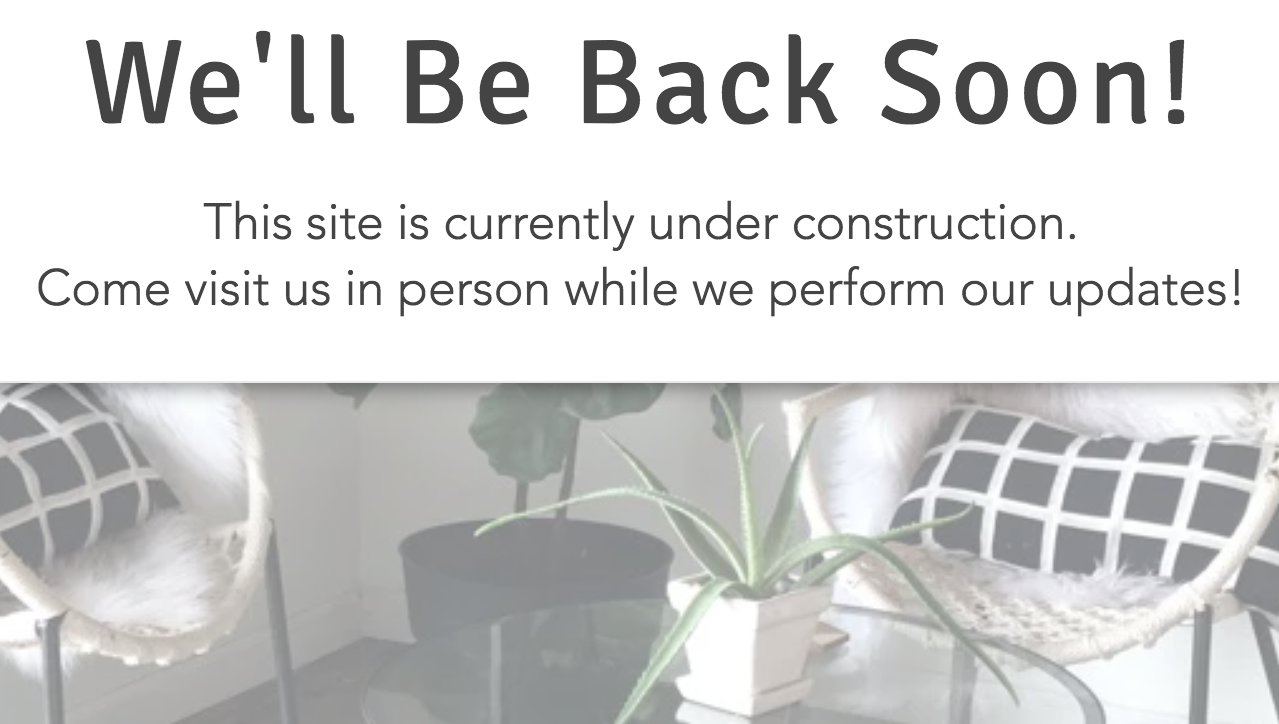 We'll Be Back Soon!
This site is currently under construction.
Come visit us in person while we perform our updates!